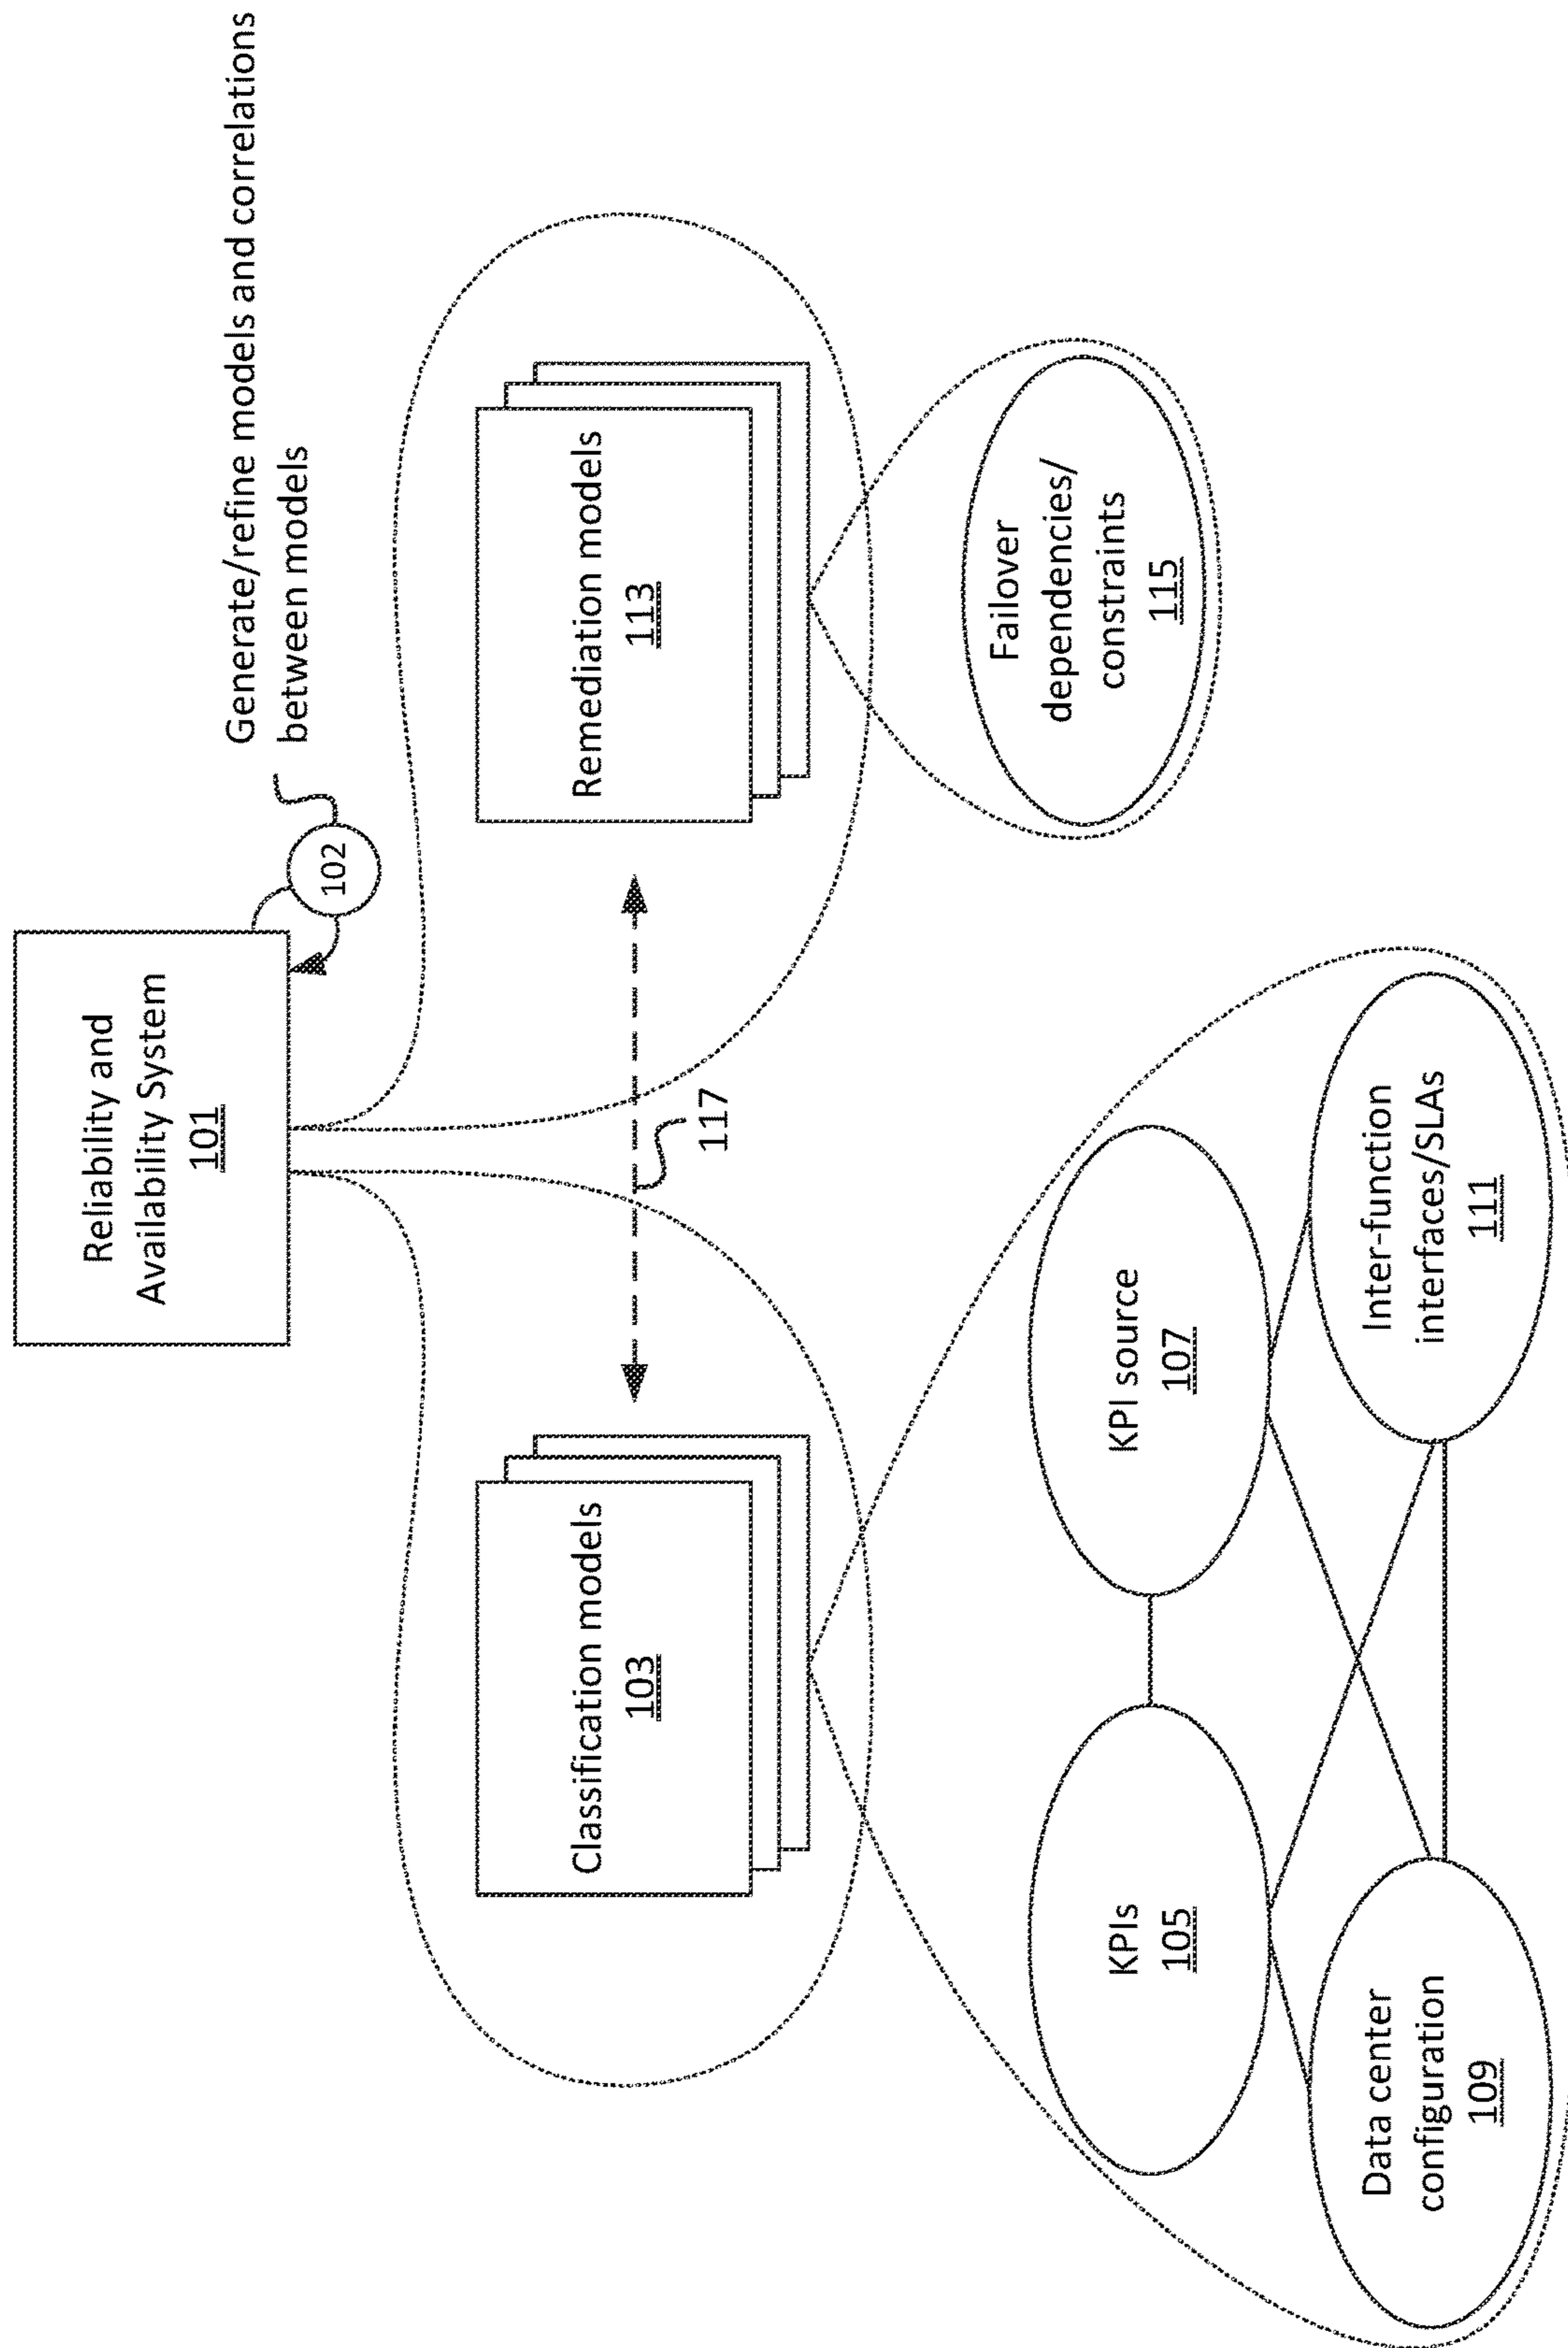 Reliability and
Availability System
101
102
Generate/refine models and correlations
between models
Classification models
103
Remediation models
113
117
KPIs
105
KPI source
107
Data center
configuration
109
Inter-function
interfaces/SLAs
111
Failover
dependencies/
constraints
115